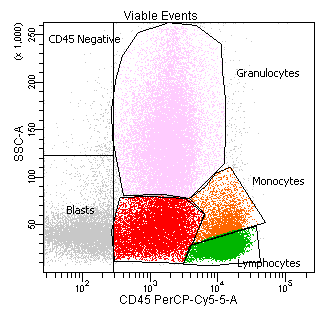 Viable Events
(x 1,000)
250
200
150
100
50
SSC-A
CD45 Negative
Granulocytes
Monocytes
Blasts
Lymphocytes
10² 10³ 10⁴ 10⁵
CD45 PerCP-Cy5-5-A